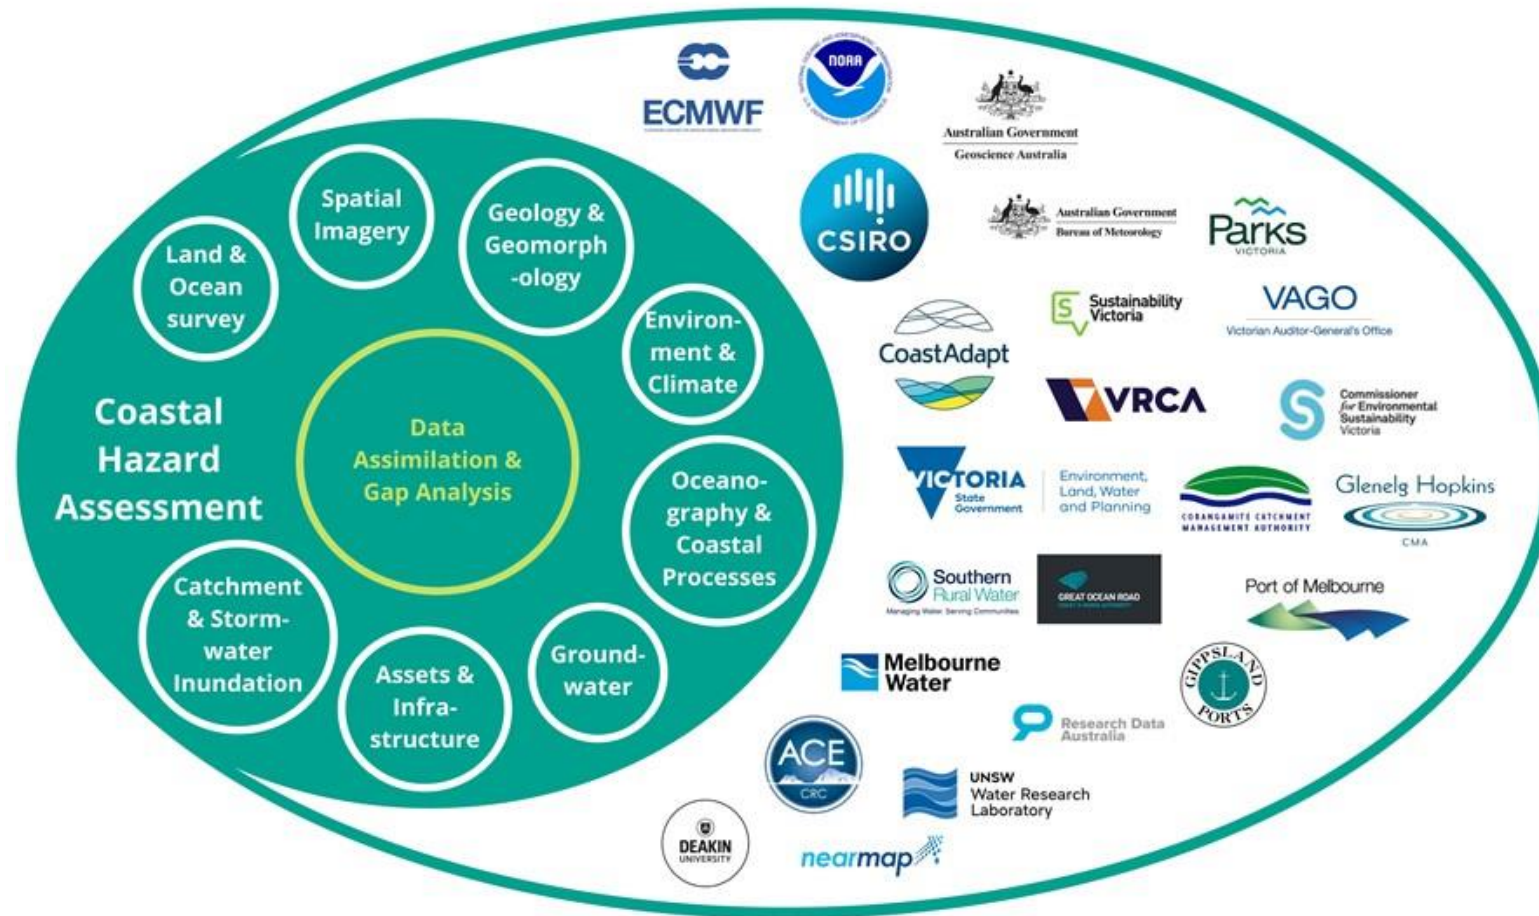 Spatial
Imagery
Geology &
Geomorph
-ology
Land &
Ocean
survey
Environ-
ment &
Climate
Coastal
Hazard
Assessment
Data
Assimilation &
Gap Analysis
Oceano-
graphy &
Coastal
Processes
Catchment
& Storm-
water
Inundation
Assets &
Infra-
structure
Ground-
water
ECMWF
NOAA
Australian Government
Geoscience Australia
CSIRO
Australian Government
Bureau of Meteorology
Parks
VICTORIA
Sustainability
Victoria
VAGO
Victorian Auditor-General's Office
CoastAdapt
VRCA
Commissioner
for Environmental
Sustainability
Victoria
VICTORIA
State
Government
Environment,
Land, Water
and Planning
CORANGAMITE CATCHMENT
MANAGEMENT AUTHORITY
Glenelg Hopkins
CMA
Southern
Rural Water
Managing Water. Serving Communities.
GREAT OCEAN ROAD
Port of Melbourne
Melbourne
Water
GIPPSLAND
PORTS
Research Data
Australia
ACE
CRC
UNSW
Water Research
Laboratory
DEAKIN
UNIVERSITY
nearmap